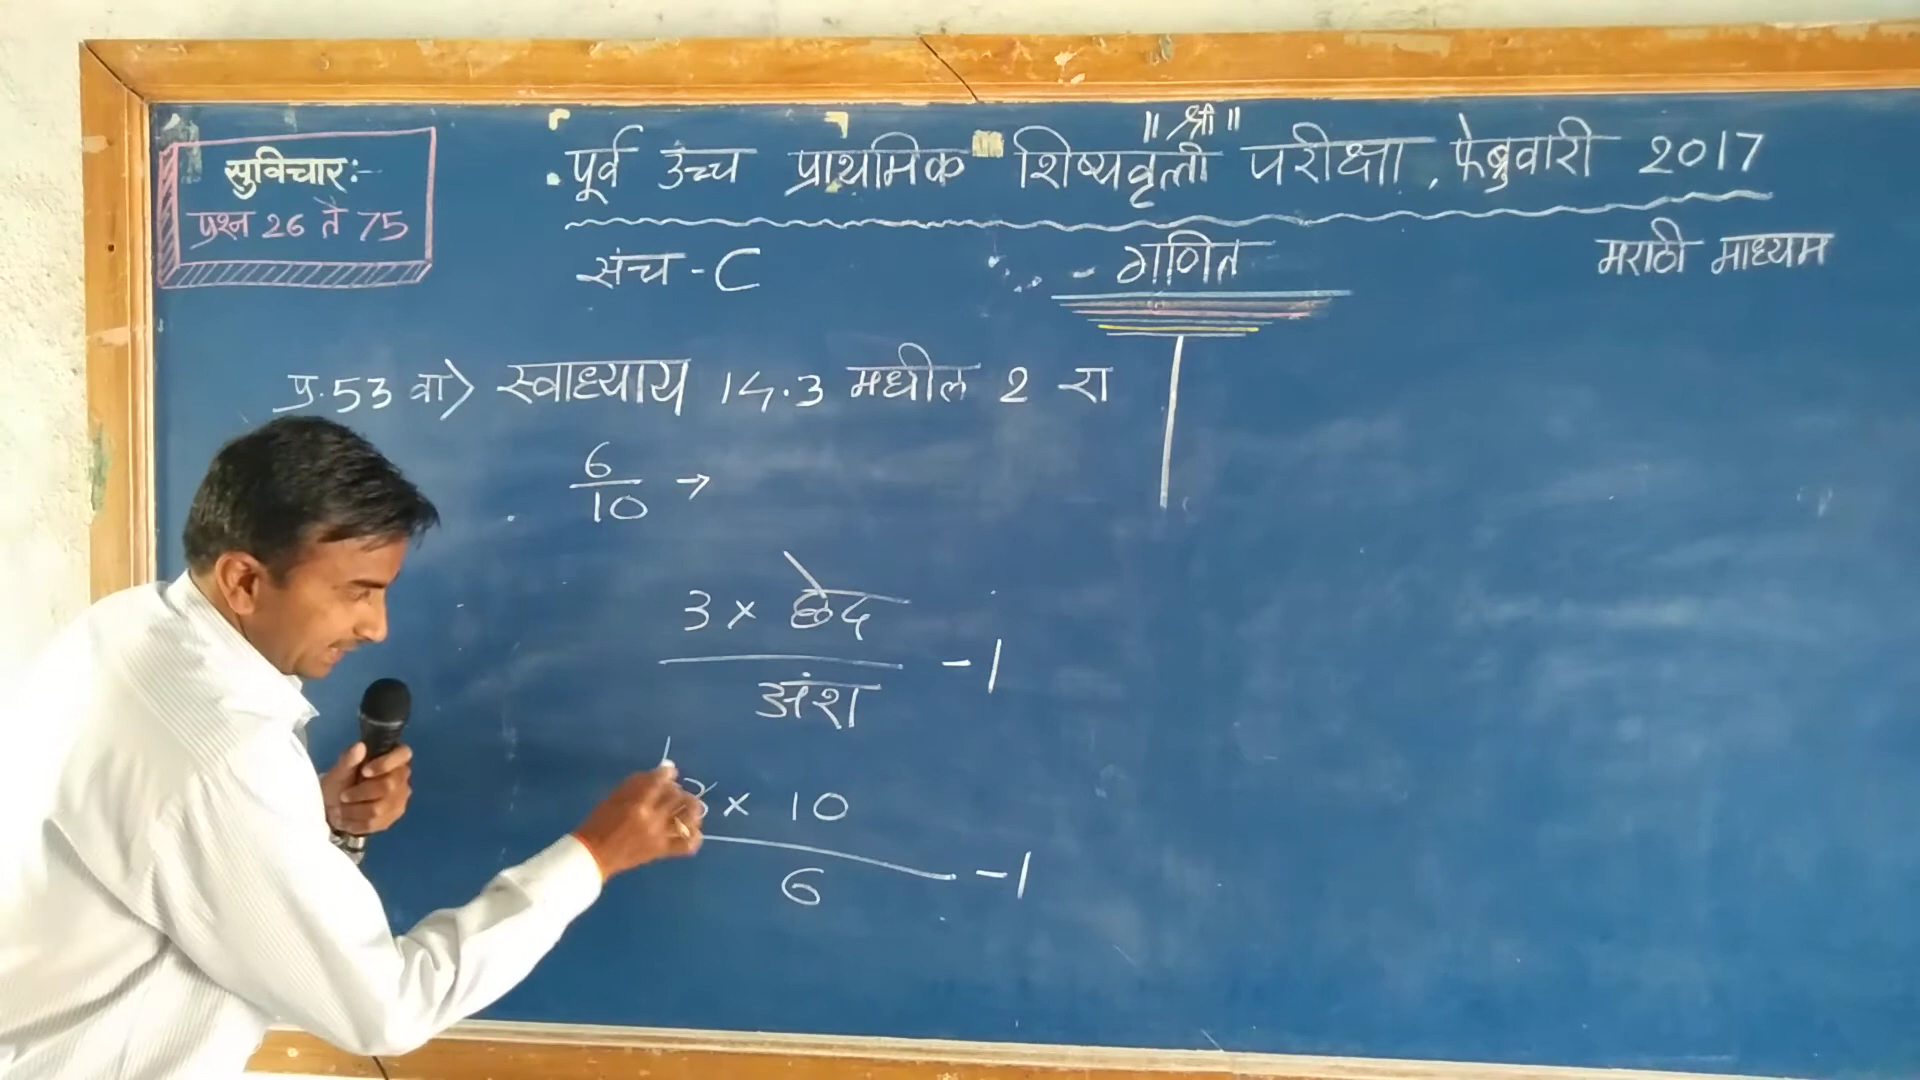 || श्री ||
सुविचार:-
प्रश्न 26 ते 75
पूर्व उच्च प्राथमिक शिष्यवृत्ती परीक्षा, फेब्रुवारी 2017
संच - C
गणित
मराठी माध्यम
प्र.53 वा> स्वाध्याय 14.3 मधील 2 रा
6
10 →
3 × छेद
अंश
-1
3 × 10
6
-1